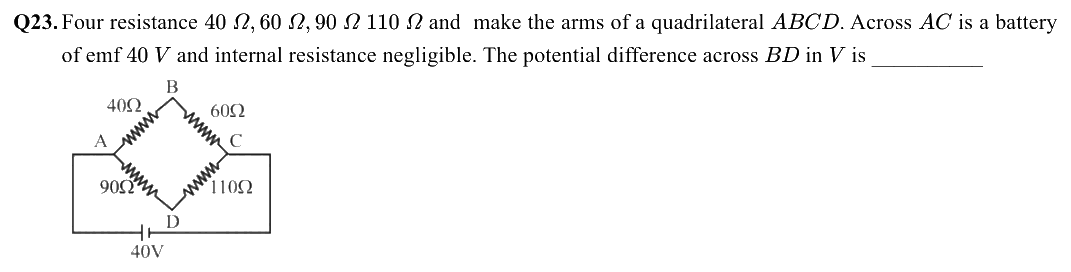 Q23. Four resistance 40 Ω, 60 Ω, 90 Ω 110 Ω and make the arms of a quadrilateral ABCD. Across AC is a battery
of emf 40 V and internal resistance negligible. The potential difference across BD in V is __________
B
40Ω 60Ω
A C
90Ω 110Ω
D
40V